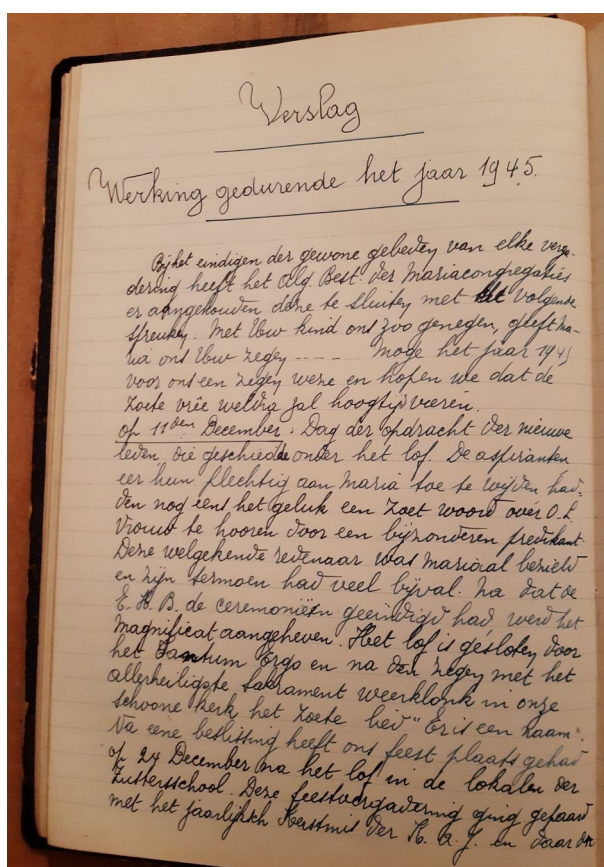 Verslag
Werking gedurende het jaar 1945.
Bij het eindigen der gewone gebeden van elke verga-
dering heeft het Alg Best. der Mariacongregaties
er aangehouden deze te sluiten met de volgende
spreuken: Met Uw kind ons zoo genegen, geeft Ma-
ria ons Uw zegen ---- Moge het jaar 1945
voor ons een zegen weze en hopen we dat de
zoete vrêe weldra zal hoogtijdvieren.
op 11den December: Dag der opdracht der nieuwe
leden, die geschiedde onder het lof. De aspiranten
eer hun plechtig aan Maria toe te wijden had-
den nog eens het geluk een zoet woord over O. L.
Vrouw te hooren door een bijzonderen predikant.
Deze welgekende redenaar was Mariaal bezield
en zijn sermoen had veel bijval. Na dat de
E. H. B. de ceremoniën geeindigd had werd het
Magnificat aangeheven. Het lof is gesloten door
het Tantum Ergo en na den zegen met het
allerheiligste Sakrament weerklonk in onze
schoone kerk het zoete lied "Er is een naam".
Na eene beslissing heeft ons feest plaats gehad
op 24 December na het lof in de lokalen der
Zusterschool. Deze feestvergadering ging gepaard
met het jaarlijksch Kerstmis der K. A. J. en daar